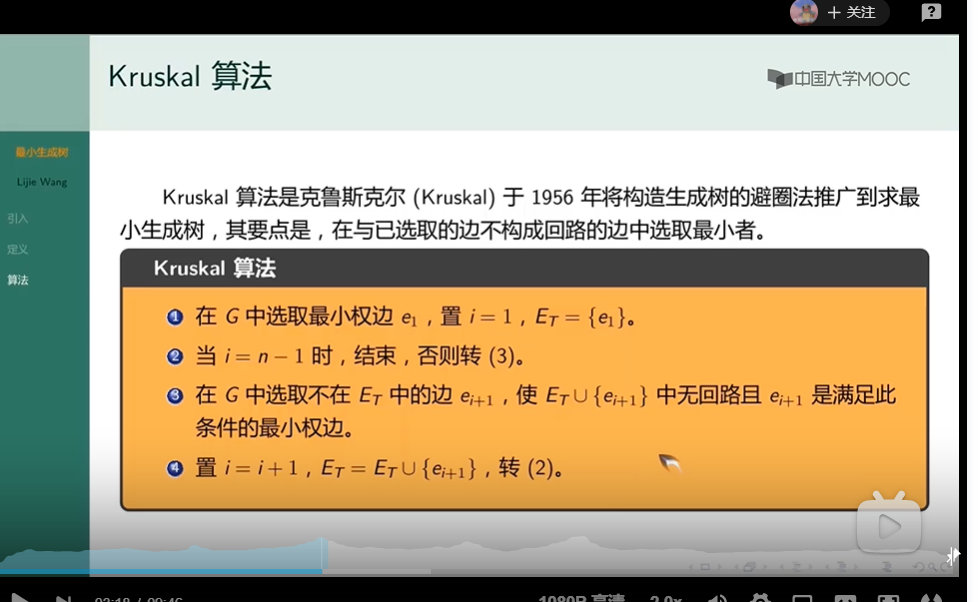 + 关注
?
Kruskal 算法
中国大学MOOC
最小生成树
Lijie Wang
引入
定义
算法
Kruskal 算法是克鲁斯克尔 (Kruskal) 于 1956 年将构造生成树的避圈法推广到求最
小生成树，其要点是，在与已选取的边不构成回路的边中选取最小者。
Kruskal 算法
1 在 G 中选取最小权边 e₁，置 i = 1，E_T = {e₁}。
2 当 i = n − 1 时，结束，否则转 (3)。
3 在 G 中选取不在 E_T 中的边 e_{i+1}，使 E_T ∪ {e_{i+1}} 中无回路且 e_{i+1} 是满足此
条件的最小权边。
4 置 i = i + 1，E_T = E_T ∪ {e_{i+1}}，转 (2)。
03:18 / 09:46
1080P 高清
2.0x